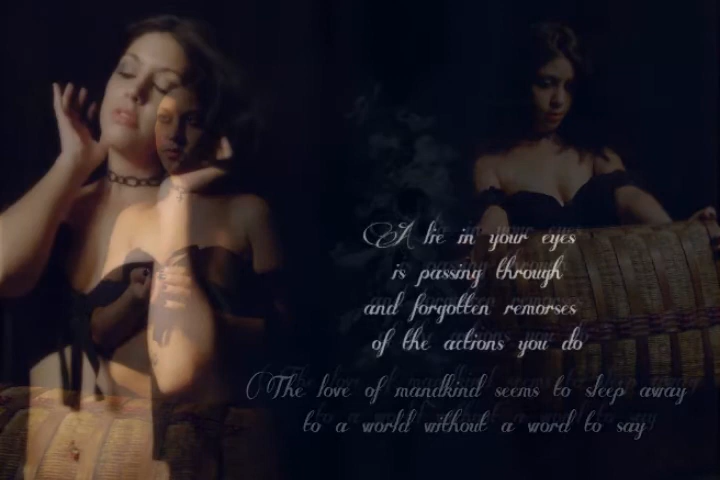 A lie in your eyes
is passing through
and forgotten remorses
of the actions you do
(The love of mandkind seems to sleep away
to a world without a word to say